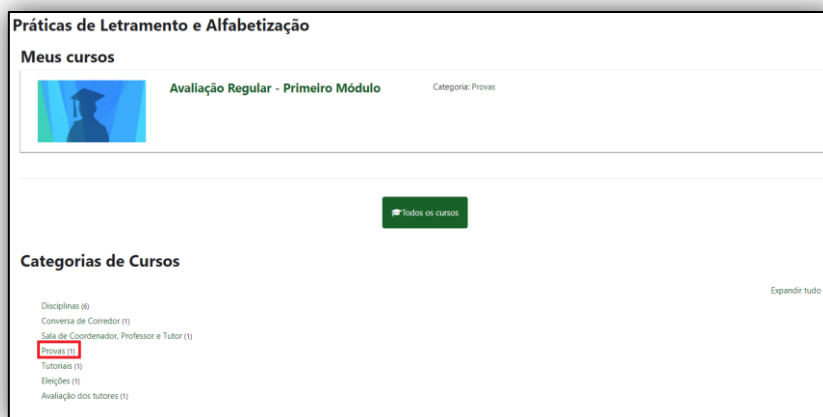 Práticas de Letramento e Alfabetização
Meus cursos
Avaliação Regular - Primeiro Módulo
Categoria: Provas
Todos os cursos
Categorias de Cursos
Expandir tudo
Disciplinas (6)
Conversa de Corredor (1)
Sala de Coordenador, Professor e Tutor (1)
Provas (1)
Tutoriais (1)
Eleições (1)
Avaliação dos tutores (1)